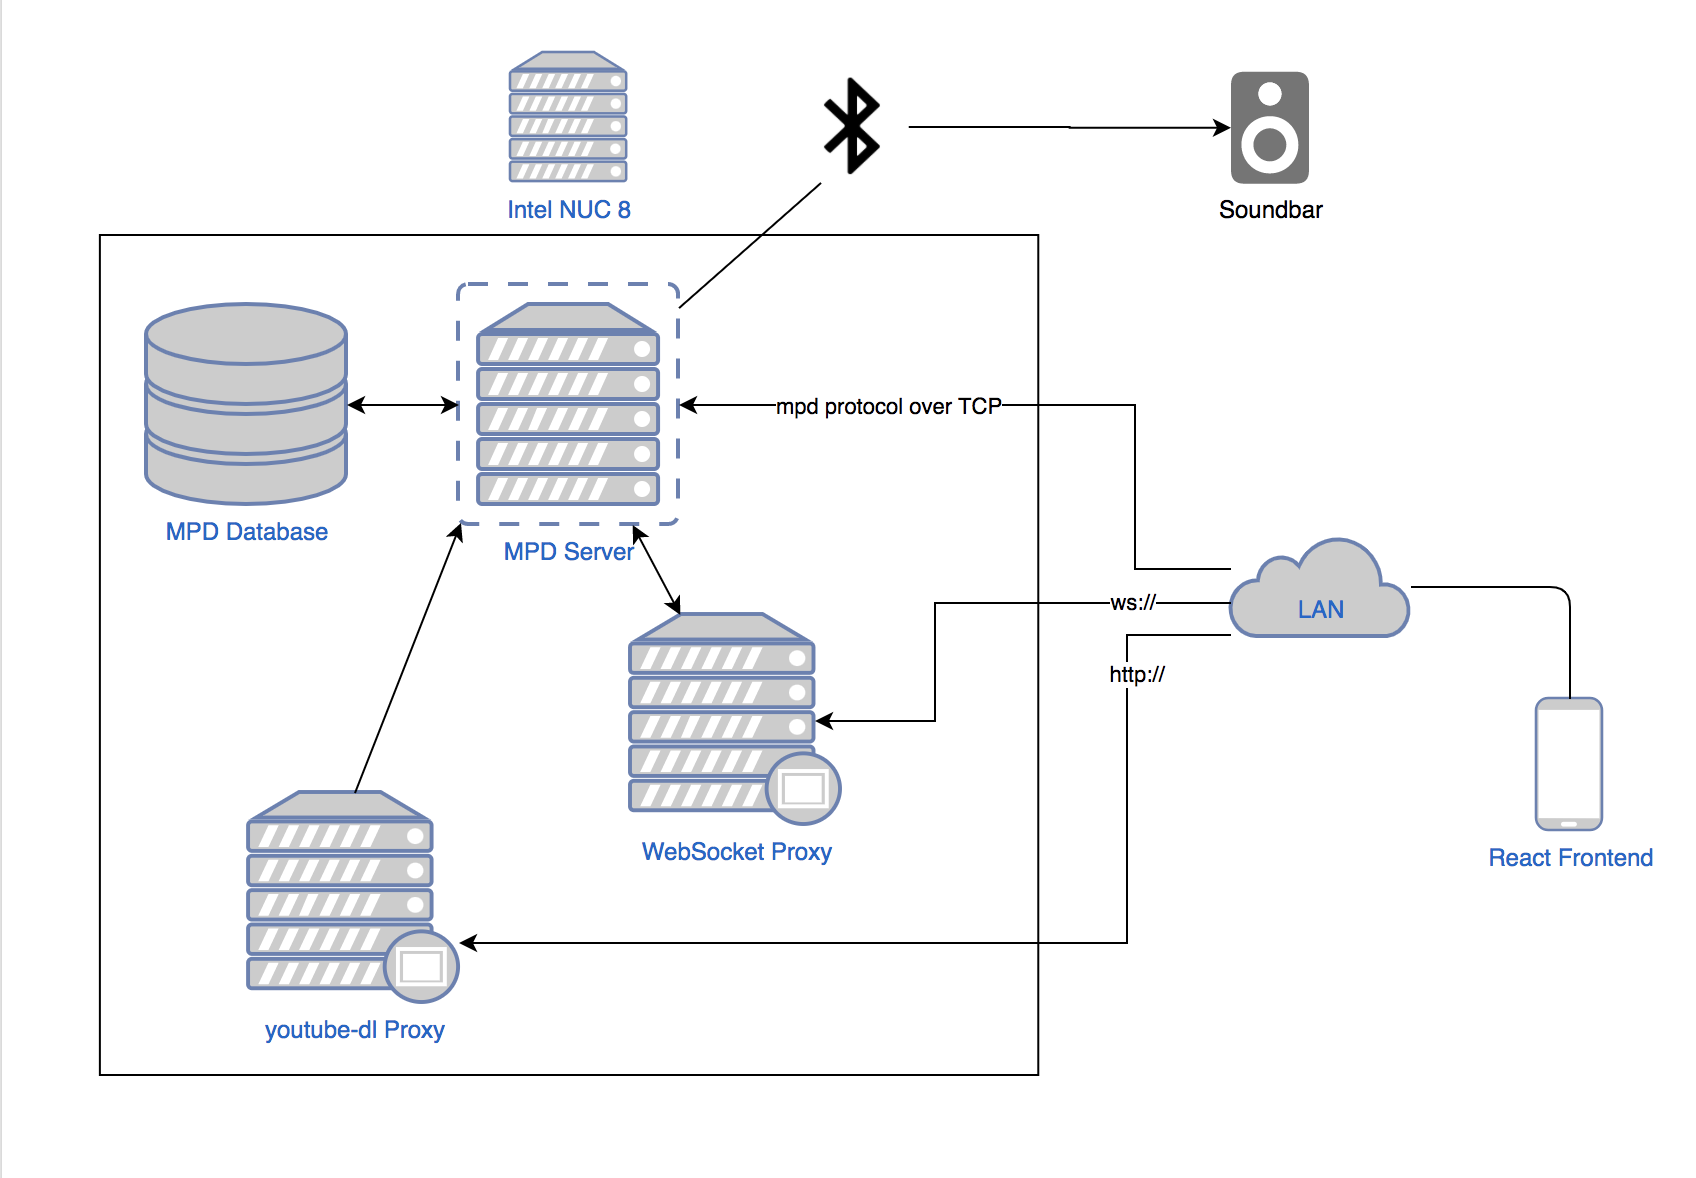 Intel NUC 8
Soundbar
mpd protocol over TCP
MPD Database
MPD Server
ws://
LAN
http://
WebSocket Proxy
React Frontend
youtube-dl Proxy